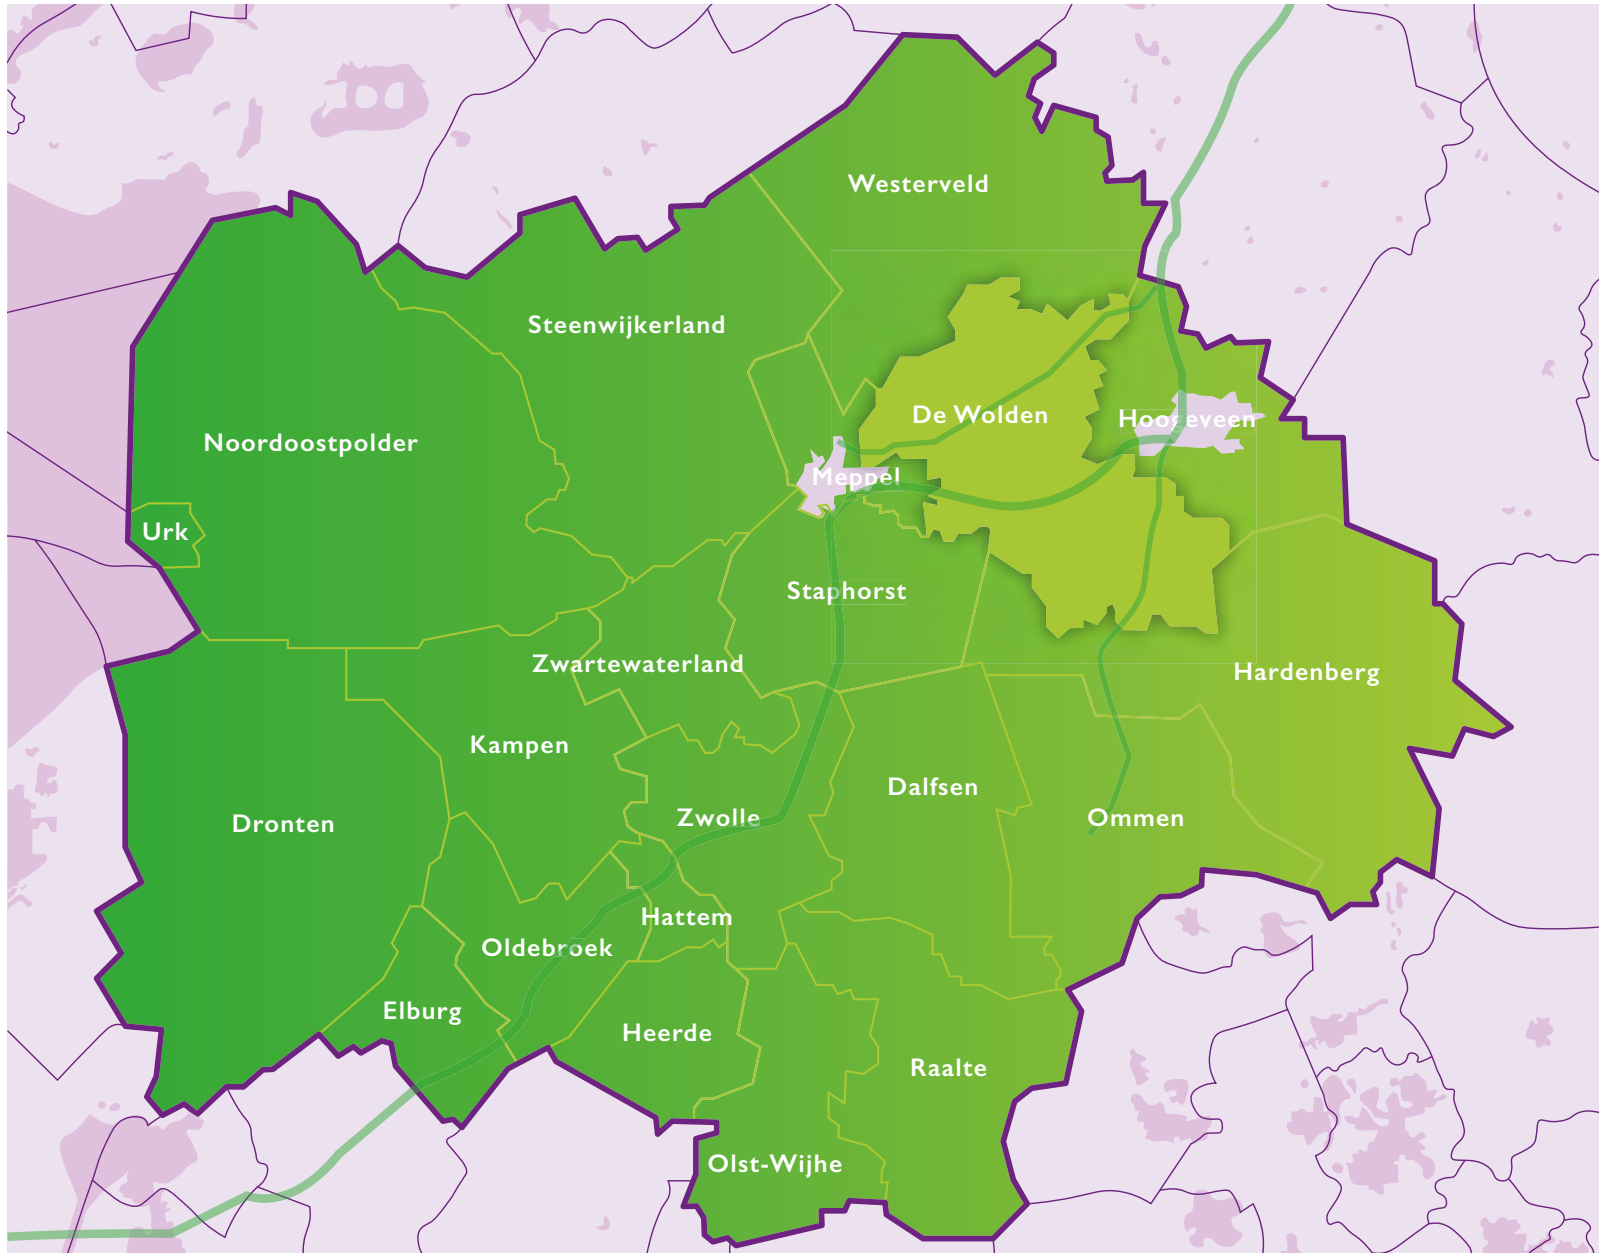 Westerveld
Steenwijkerland
De Wolden
Hoogeveen
Noordoostpolder
Meppel
Urk
Staphorst
Zwartewaterland
Hardenberg
Kampen
Dalfsen
Zwolle
Ommen
Dronten
Hattem
Oldebroek
Elburg
Heerde
Raalte
Olst-Wijhe